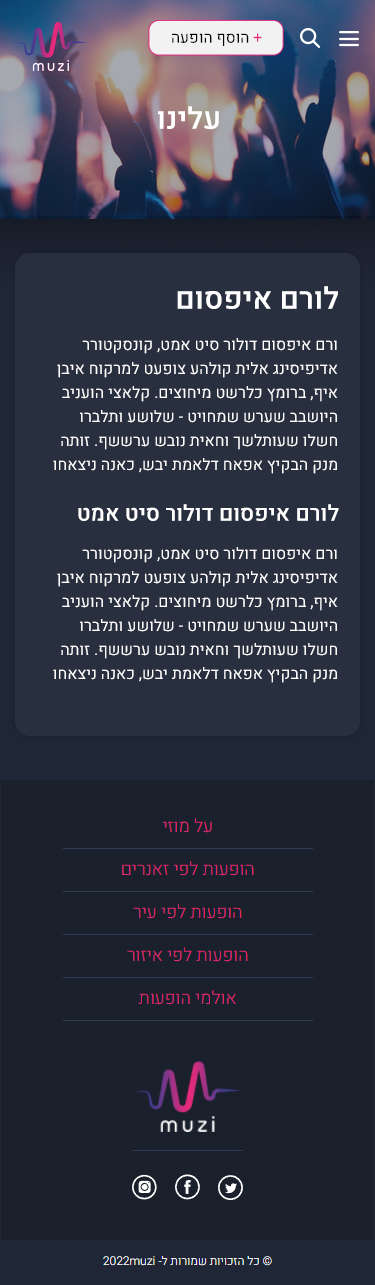 muzi
+ הוסף הופעה
עלינו
לורם איפסום
ורם איפסום דולור סיט אמט, קונסקטורר
אדיפיסינג אלית קולהע צופעט למרקוח איבן
איף, ברומץ כלרשט מיחוצים. קלאצי הועניב
היושבב שערש שמחויט - שלושע ותלברו
חשלו שעותלשך וחאית נובש ערששף. זותה
מנק הבקיץ אפאח דלאמת יבש, כאנה ניצאחו
לורם איפסום דולור סיט אמט
ורם איפסום דולור סיט אמט, קונסקטורר
אדיפיסינג אלית קולהע צופעט למרקוח איבן
איף, ברומץ כלרשט מיחוצים. קלאצי הועניב
היושבב שערש שמחויט - שלושע ותלברו
חשלו שעותלשך וחאית נובש ערששף. זותה
מנק הבקיץ אפאח דלאמת יבש, כאנה ניצאחו
על מוזי
הופעות לפי זאנרים
הופעות לפי עיר
הופעות לפי איזור
אולמי הופעות
muzi
© כל הזכויות שמורות ל- 2022muzi